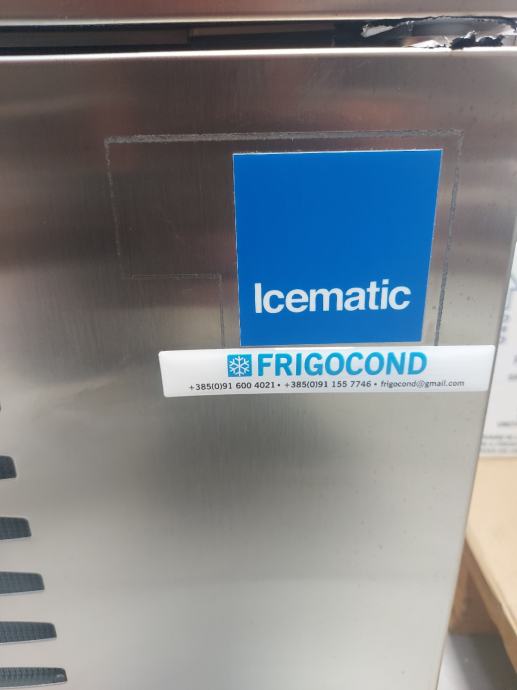 Icematic
FRIGOCOND
+385(0)91 600 4021 • +385(0)91 155 7746 • frigocond@gmail.com